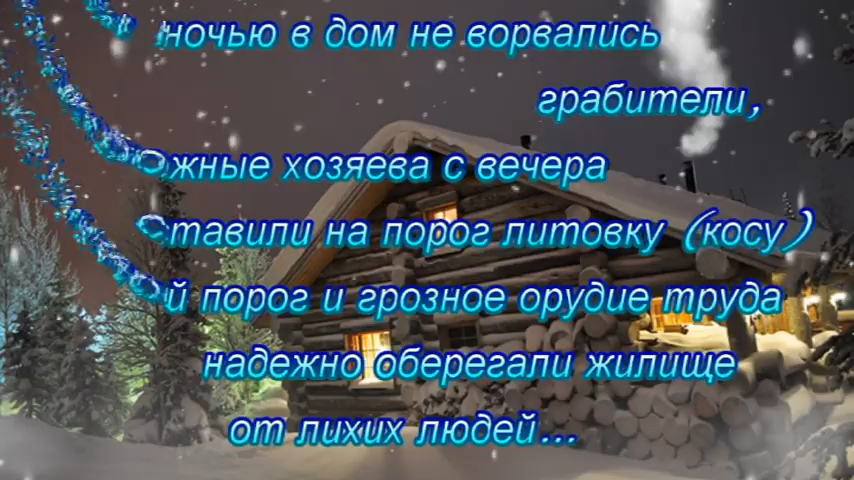 ночью в дом не ворвались
грабители,
хозяева с вечера
ставили на порог литовку (косу)
порог и грозное орудие труда
надежно оберегали жилище
от лихих людей...